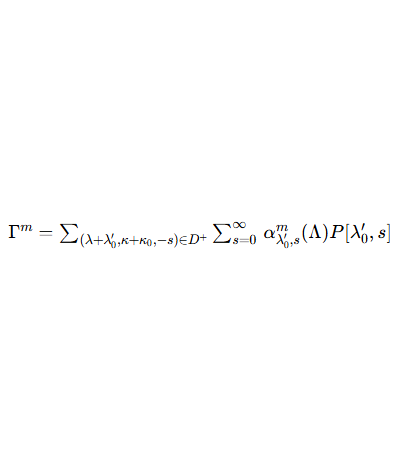 Γ^m = ∑_{(λ+λ′_0,κ+κ_0,−s)∈D^+} ∑_{s=0}^∞ α^m_{λ′_0,s}(Λ)P[λ′_0, s]